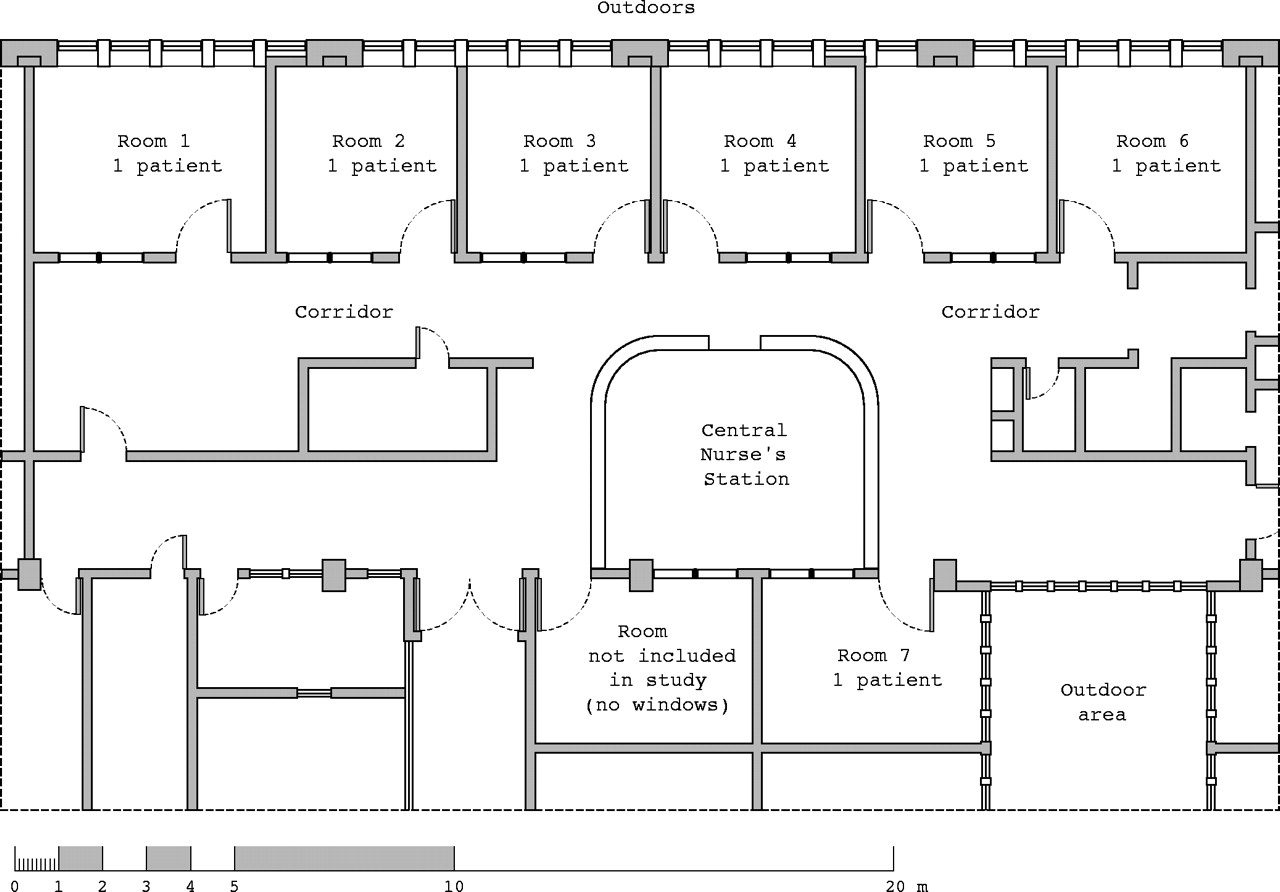 Outdoors
Room 1
1 patient
Room 2
1 patient
Room 3
1 patient
Room 4
1 patient
Room 5
1 patient
Room 6
1 patient
Corridor
Corridor
Central
Nurse's
Station
Room
not included
in study
(no windows)
Room 7
1 patient
Outdoor
area
0 1 2 3 4 5 10 20 m